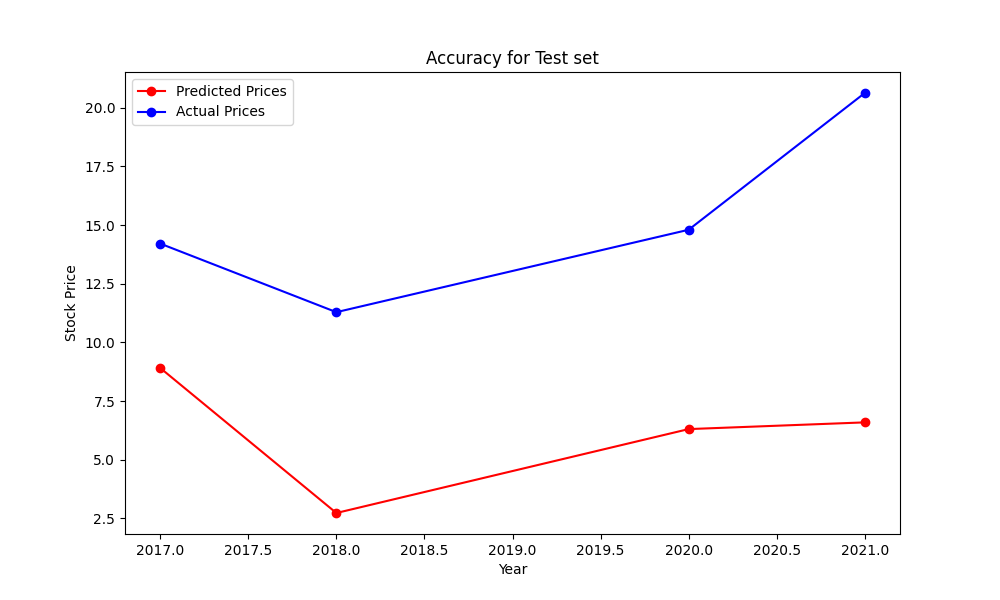 Accuracy for Test set
Predicted Prices
Actual Prices
Stock Price
20.0
17.5
15.0
12.5
10.0
7.5
5.0
2.5
2017.0 2017.5 2018.0 2018.5 2019.0 2019.5 2020.0 2020.5 2021.0
Year